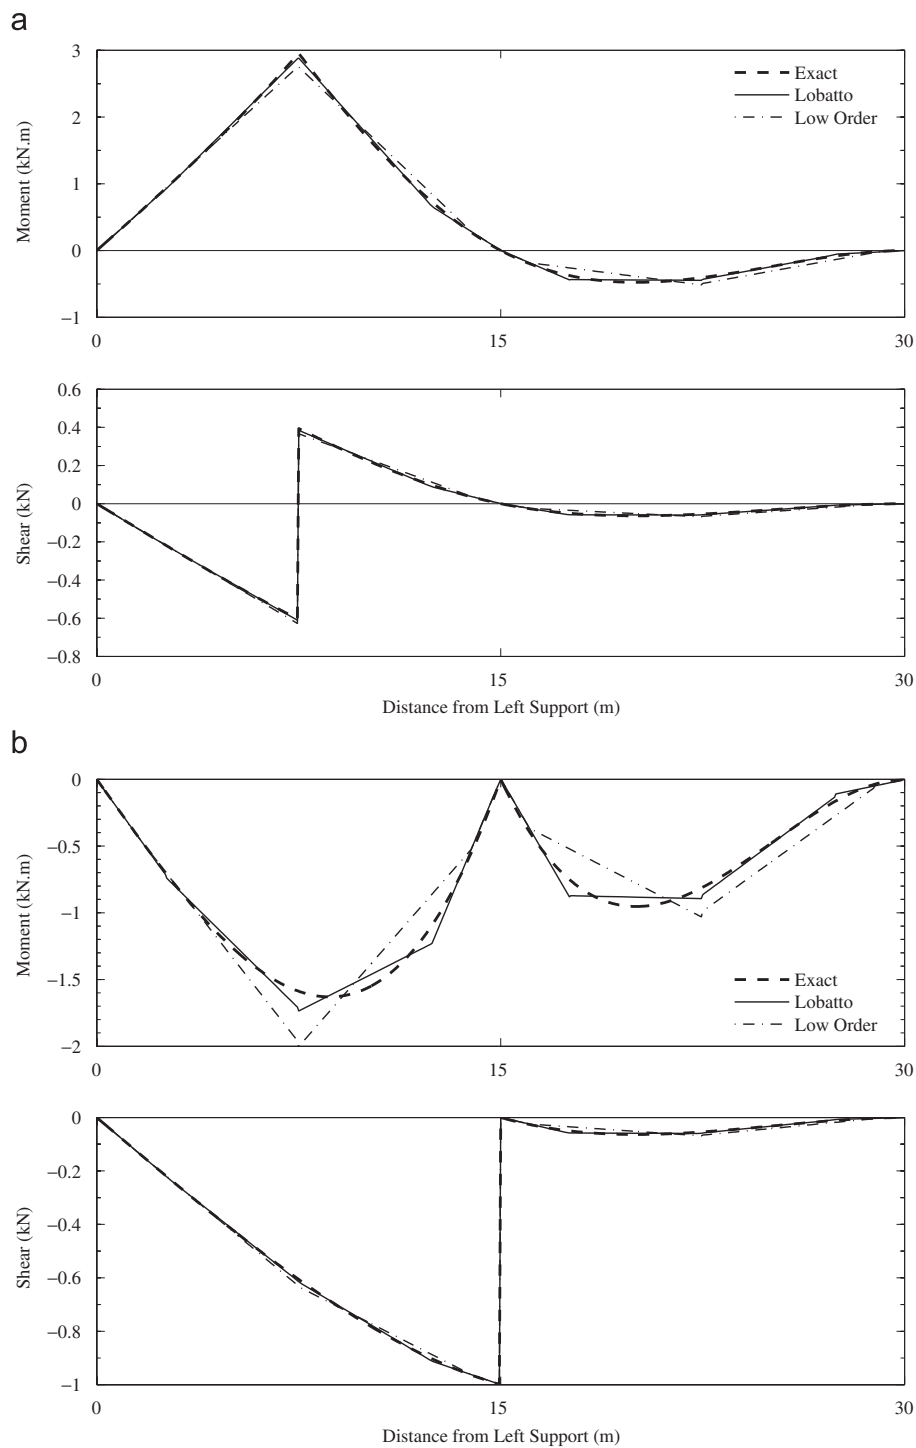 a
3
Exact
Lobatto
Low Order
2
1
0
−1
Moment (kN.m)
0
15
30
0.6
0.4
0.2
0
−0.2
−0.4
−0.6
−0.8
Shear (kN)
0
15
30
Distance from Left Support (m)
b
0
−0.5
−1
−1.5
−2
Moment (kN.m)
Exact
Lobatto
Low Order
0
15
30
0
−0.2
−0.4
−0.6
−0.8
−1
Shear (kN)
0
15
30
Distance from Left Support (m)